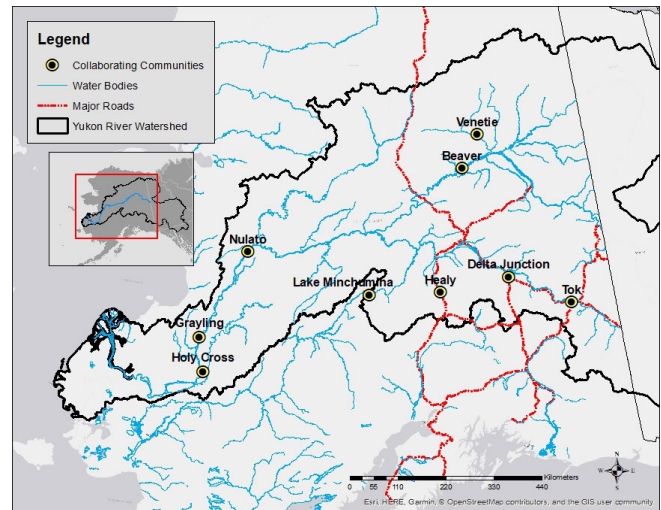 Legend
Collaborating Communities
Water Bodies
Major Roads
Yukon River Watershed
Venetie
Beaver
Nulato
Delta Junction
Lake Minchumina
Healy
Tok
Grayling
Holy Cross
N
W E
S
Kilometers
0 55 110 220 330 440
Esri, HERE, Garmin, © OpenStreetMap contributors, and the GIS user community